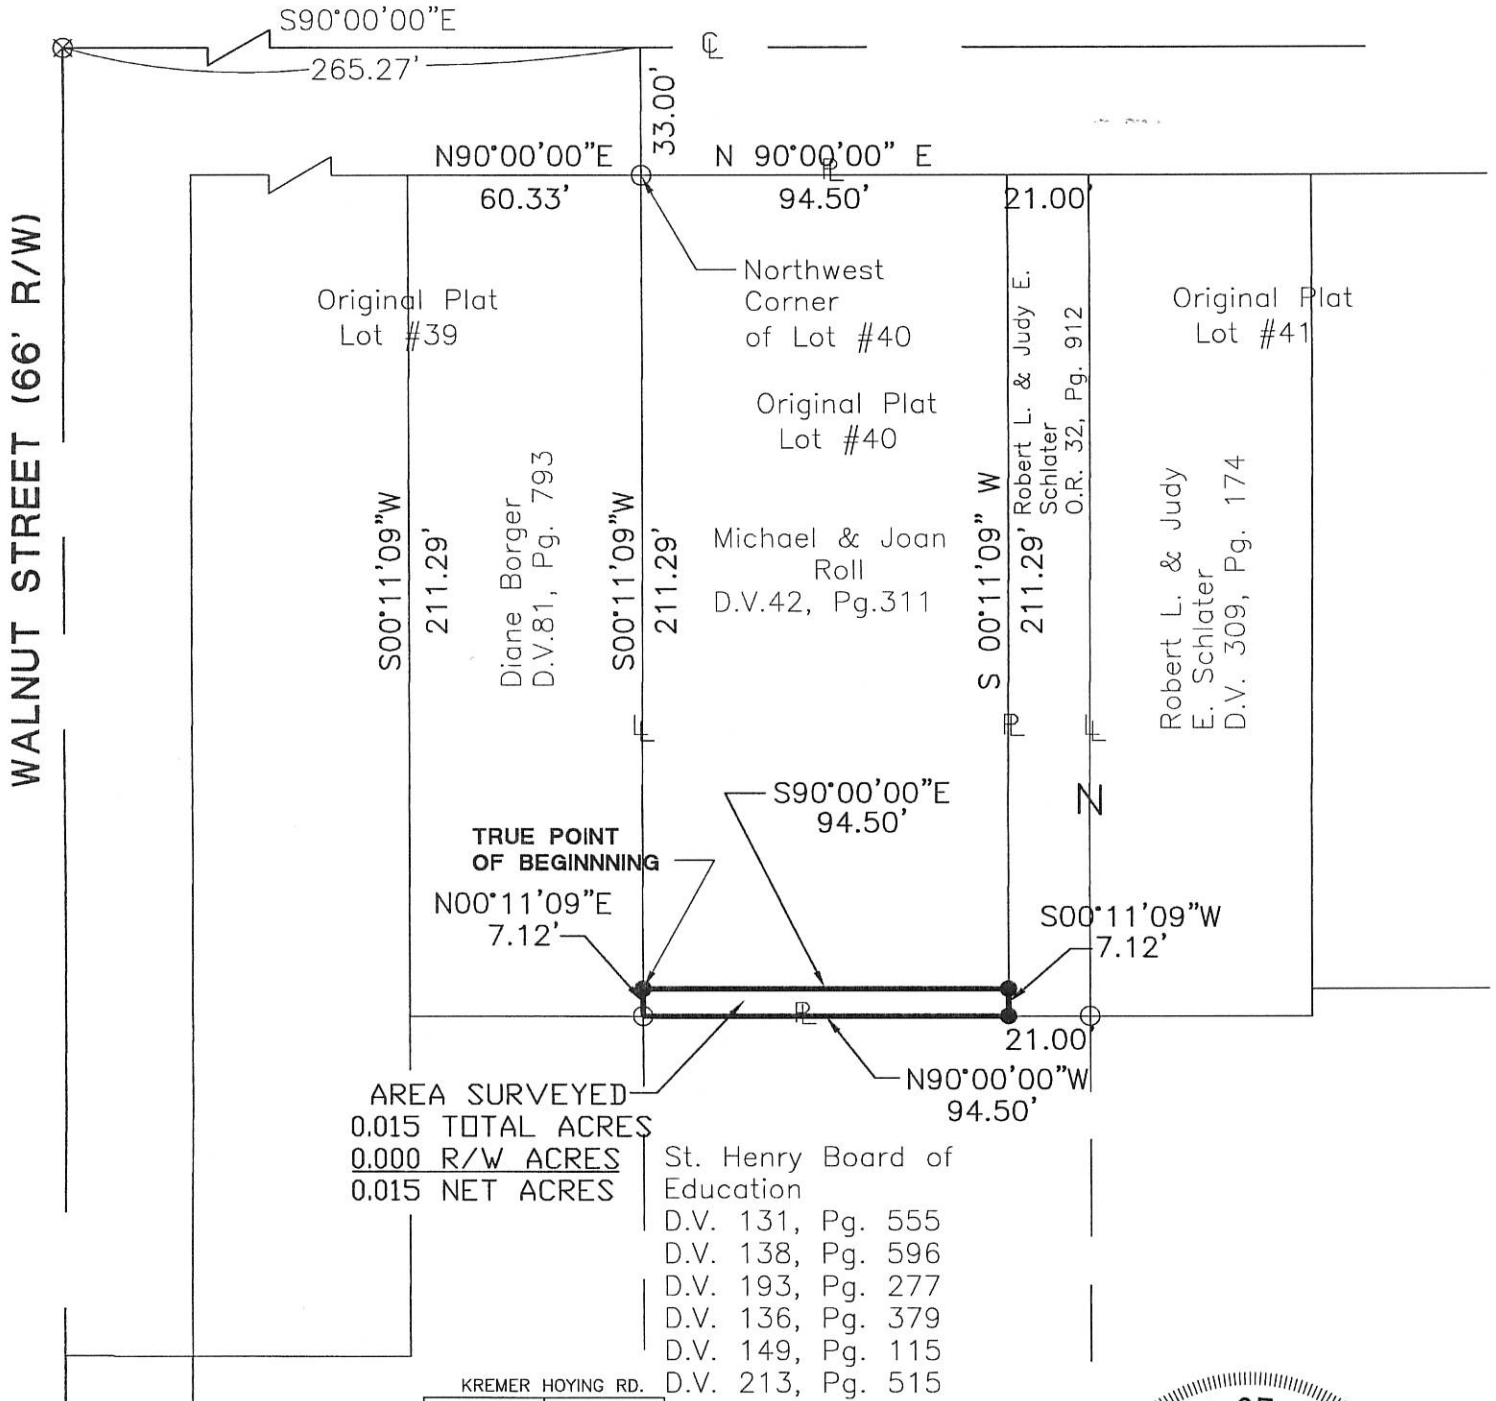 S90°00'00"E
265.27'
33.00'
N90°00'00"E
60.33'
N 90°00'00" E
94.50'
21.00'
WALNUT STREET (66' R/W)
Original Plat
Lot #39
Northwest
Corner
of Lot #40
Original Plat
Lot #40
Robert L. & Judy E.
Schlater
O.R. 32, Pg. 912
Original Plat
Lot #41
S00°11'09"W
211.29'
Diane Borger
D.V.81, Pg. 793
S00°11'09"W
211.29'
Michael & Joan
Roll
D.V.42, Pg.311
S 00°11'09" W
211.29'
Robert L. & Judy
E. Schlater
D.V. 309, Pg. 174
S90°00'00"E
94.50'
N
TRUE POINT
OF BEGINNNING
N00°11'09"E
7.12'
S00°11'09"W
7.12'
21.00'
N90°00'00"W
94.50'
AREA SURVEYED
0.015 TOTAL ACRES
0.000 R/W ACRES
0.015 NET ACRES
St. Henry Board of
Education
D.V. 131, Pg. 555
D.V. 138, Pg. 596
D.V. 193, Pg. 277
D.V. 136, Pg. 379
D.V. 149, Pg. 115
D.V. 213, Pg. 515
KREMER HOYING RD.